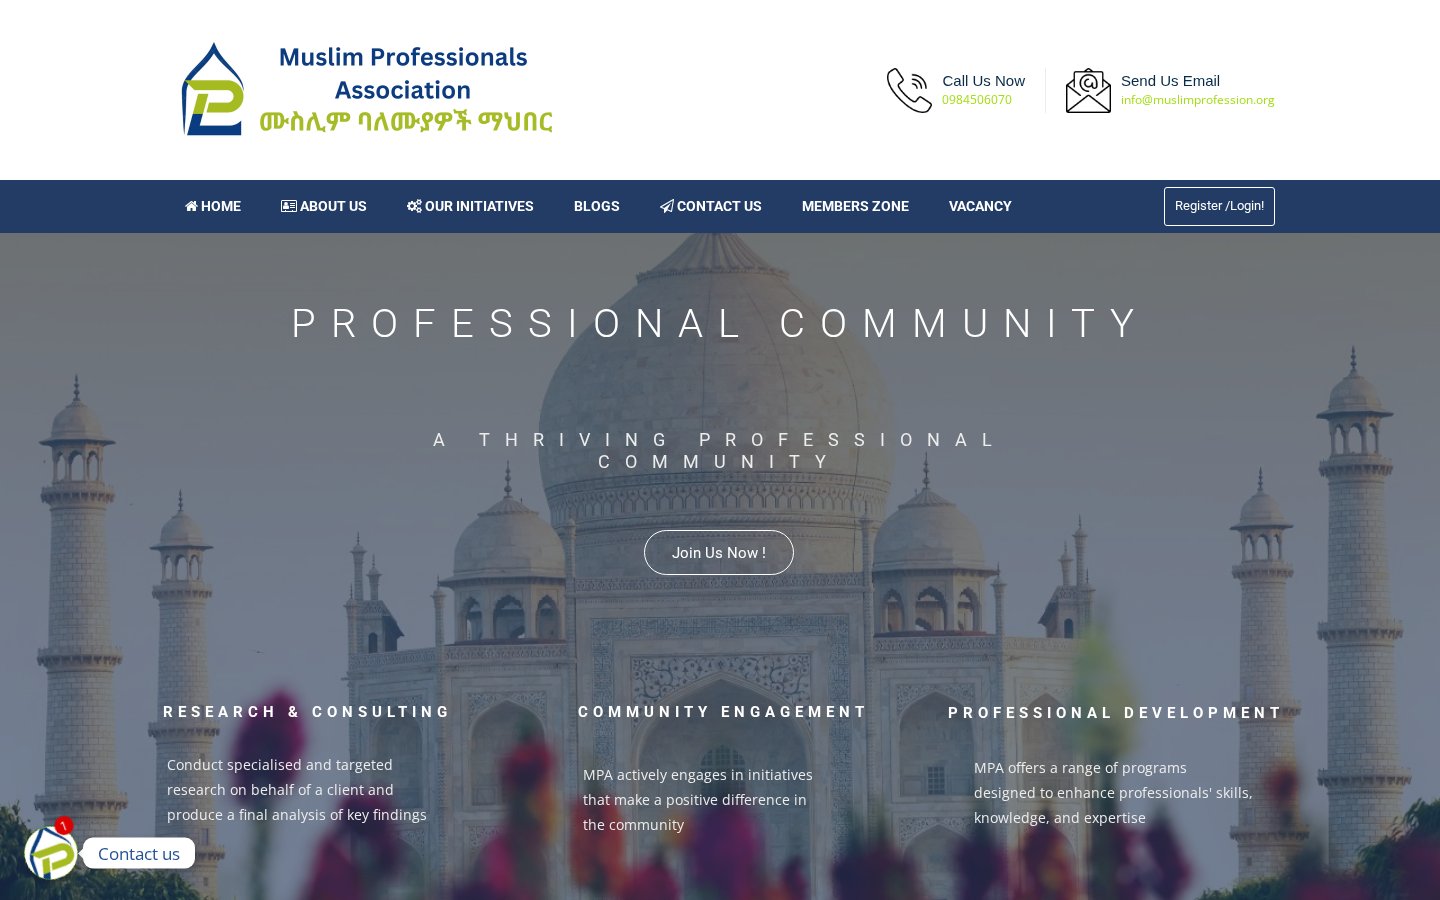 Muslim Professionals
Association
ሙስሊም ባለሙያዎች ማህበር
Call Us Now
0984506070
Send Us Email
info@muslimprofession.org
HOME
ABOUT US
OUR INITIATIVES
BLOGS
CONTACT US
MEMBERS ZONE
VACANCY
Register /Login!
PROFESSIONAL COMMUNITY
A THRIVING PROFESSIONAL
COMMUNITY
Join Us Now !
RESEARCH & CONSULTING
Conduct specialised and targeted
research on behalf of a client and
produce a final analysis of key findings
COMMUNITY ENGAGEMENT
MPA actively engages in initiatives
that make a positive difference in
the community
PROFESSIONAL DEVELOPMENT
MPA offers a range of programs
designed to enhance professionals' skills,
knowledge, and expertise
1
Contact us